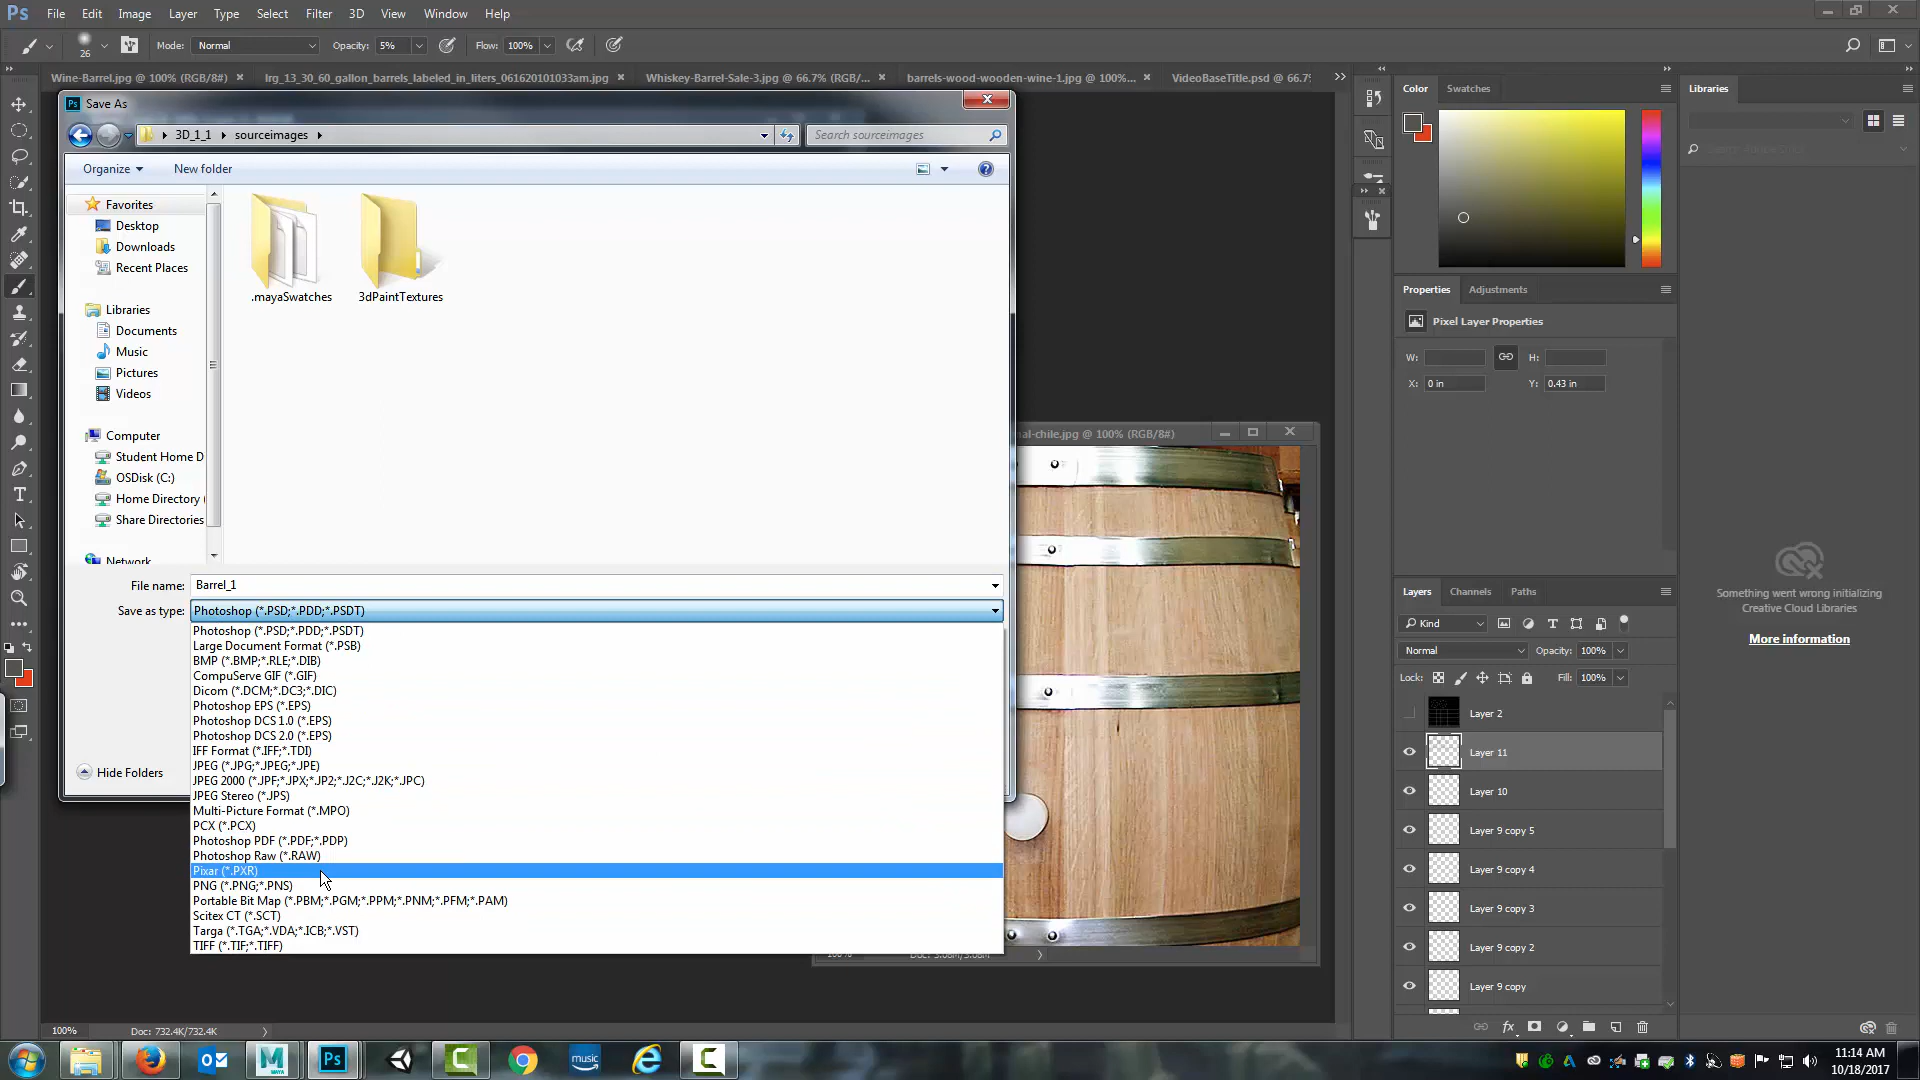 Ps File Edit Image Layer Type Select Filter 3D View Window Help
26 Mode: Normal Opacity: 5% Flow: 100%
Wine-Barrel.jpg @ 100% (RGB/8#) × lrg_13_30_60_gallon_barrels_labeled_in_liters_061620101033am.jpg × Whiskey-Barrel-Sale-3.jpg @ 66.7% (RGB/... × barrels-wood-wooden-wine-1.jpg @ 100%... × VideoBaseTitle.psd @ 66.7%
Save As
3D_1_1 sourceimages Search sourceimages
Organize New folder
Favorites
Desktop
Downloads
Recent Places
Libraries
Documents
Music
Pictures
Videos
Computer
Student Home D
OSDisk (C:)
Home Directory (
Share Directories
Network
.mayaSwatches 3dPaintTextures
File name: Barrel_1
Save as type: Photoshop (*.PSD;*.PDD;*.PSDT)
Photoshop (*.PSD;*.PDD;*.PSDT)
Large Document Format (*.PSB)
BMP (*.BMP;*.RLE;*.DIB)
CompuServe GIF (*.GIF)
Dicom (*.DCM;*.DC3;*.DIC)
Photoshop EPS (*.EPS)
Photoshop DCS 1.0 (*.EPS)
Photoshop DCS 2.0 (*.EPS)
IFF Format (*.IFF;*.TDI)
JPEG (*.JPG;*.JPEG;*.JPE)
JPEG 2000 (*.JPF;*.JPX;*.JP2;*.J2C;*.J2K;*.JPC)
JPEG Stereo (*.JPS)
Multi-Picture Format (*.MPO)
PCX (*.PCX)
Photoshop PDF (*.PDF;*.PDP)
Photoshop Raw (*.RAW)
Pixar (*.PXR)
PNG (*.PNG;*.PNS)
Portable Bit Map (*.PBM;*.PGM;*.PPM;*.PNM;*.PFM;*.PAM)
Scitex CT (*.SCT)
Targa (*.TGA;*.VDA;*.ICB;*.VST)
TIFF (*.TIF;*.TIFF)
Hide Folders
nal-chile.jpg @ 100% (RGB/8#)
Color Swatches
Properties Adjustments
Pixel Layer Properties
W: H:
X: 0 in Y: 0.43 in
Layers Channels Paths
Kind
Normal Opacity: 100%
Lock: Fill: 100%
Layer 2
Layer 11
Layer 10
Layer 9 copy 5
Layer 9 copy 4
Layer 9 copy 3
Layer 9 copy 2
Layer 9 copy
fx
Libraries
Something went wrong initializing
Creative Cloud Libraries
More information
100% Doc: 732.4K/732.4K
music
11:14 AM
10/18/2017